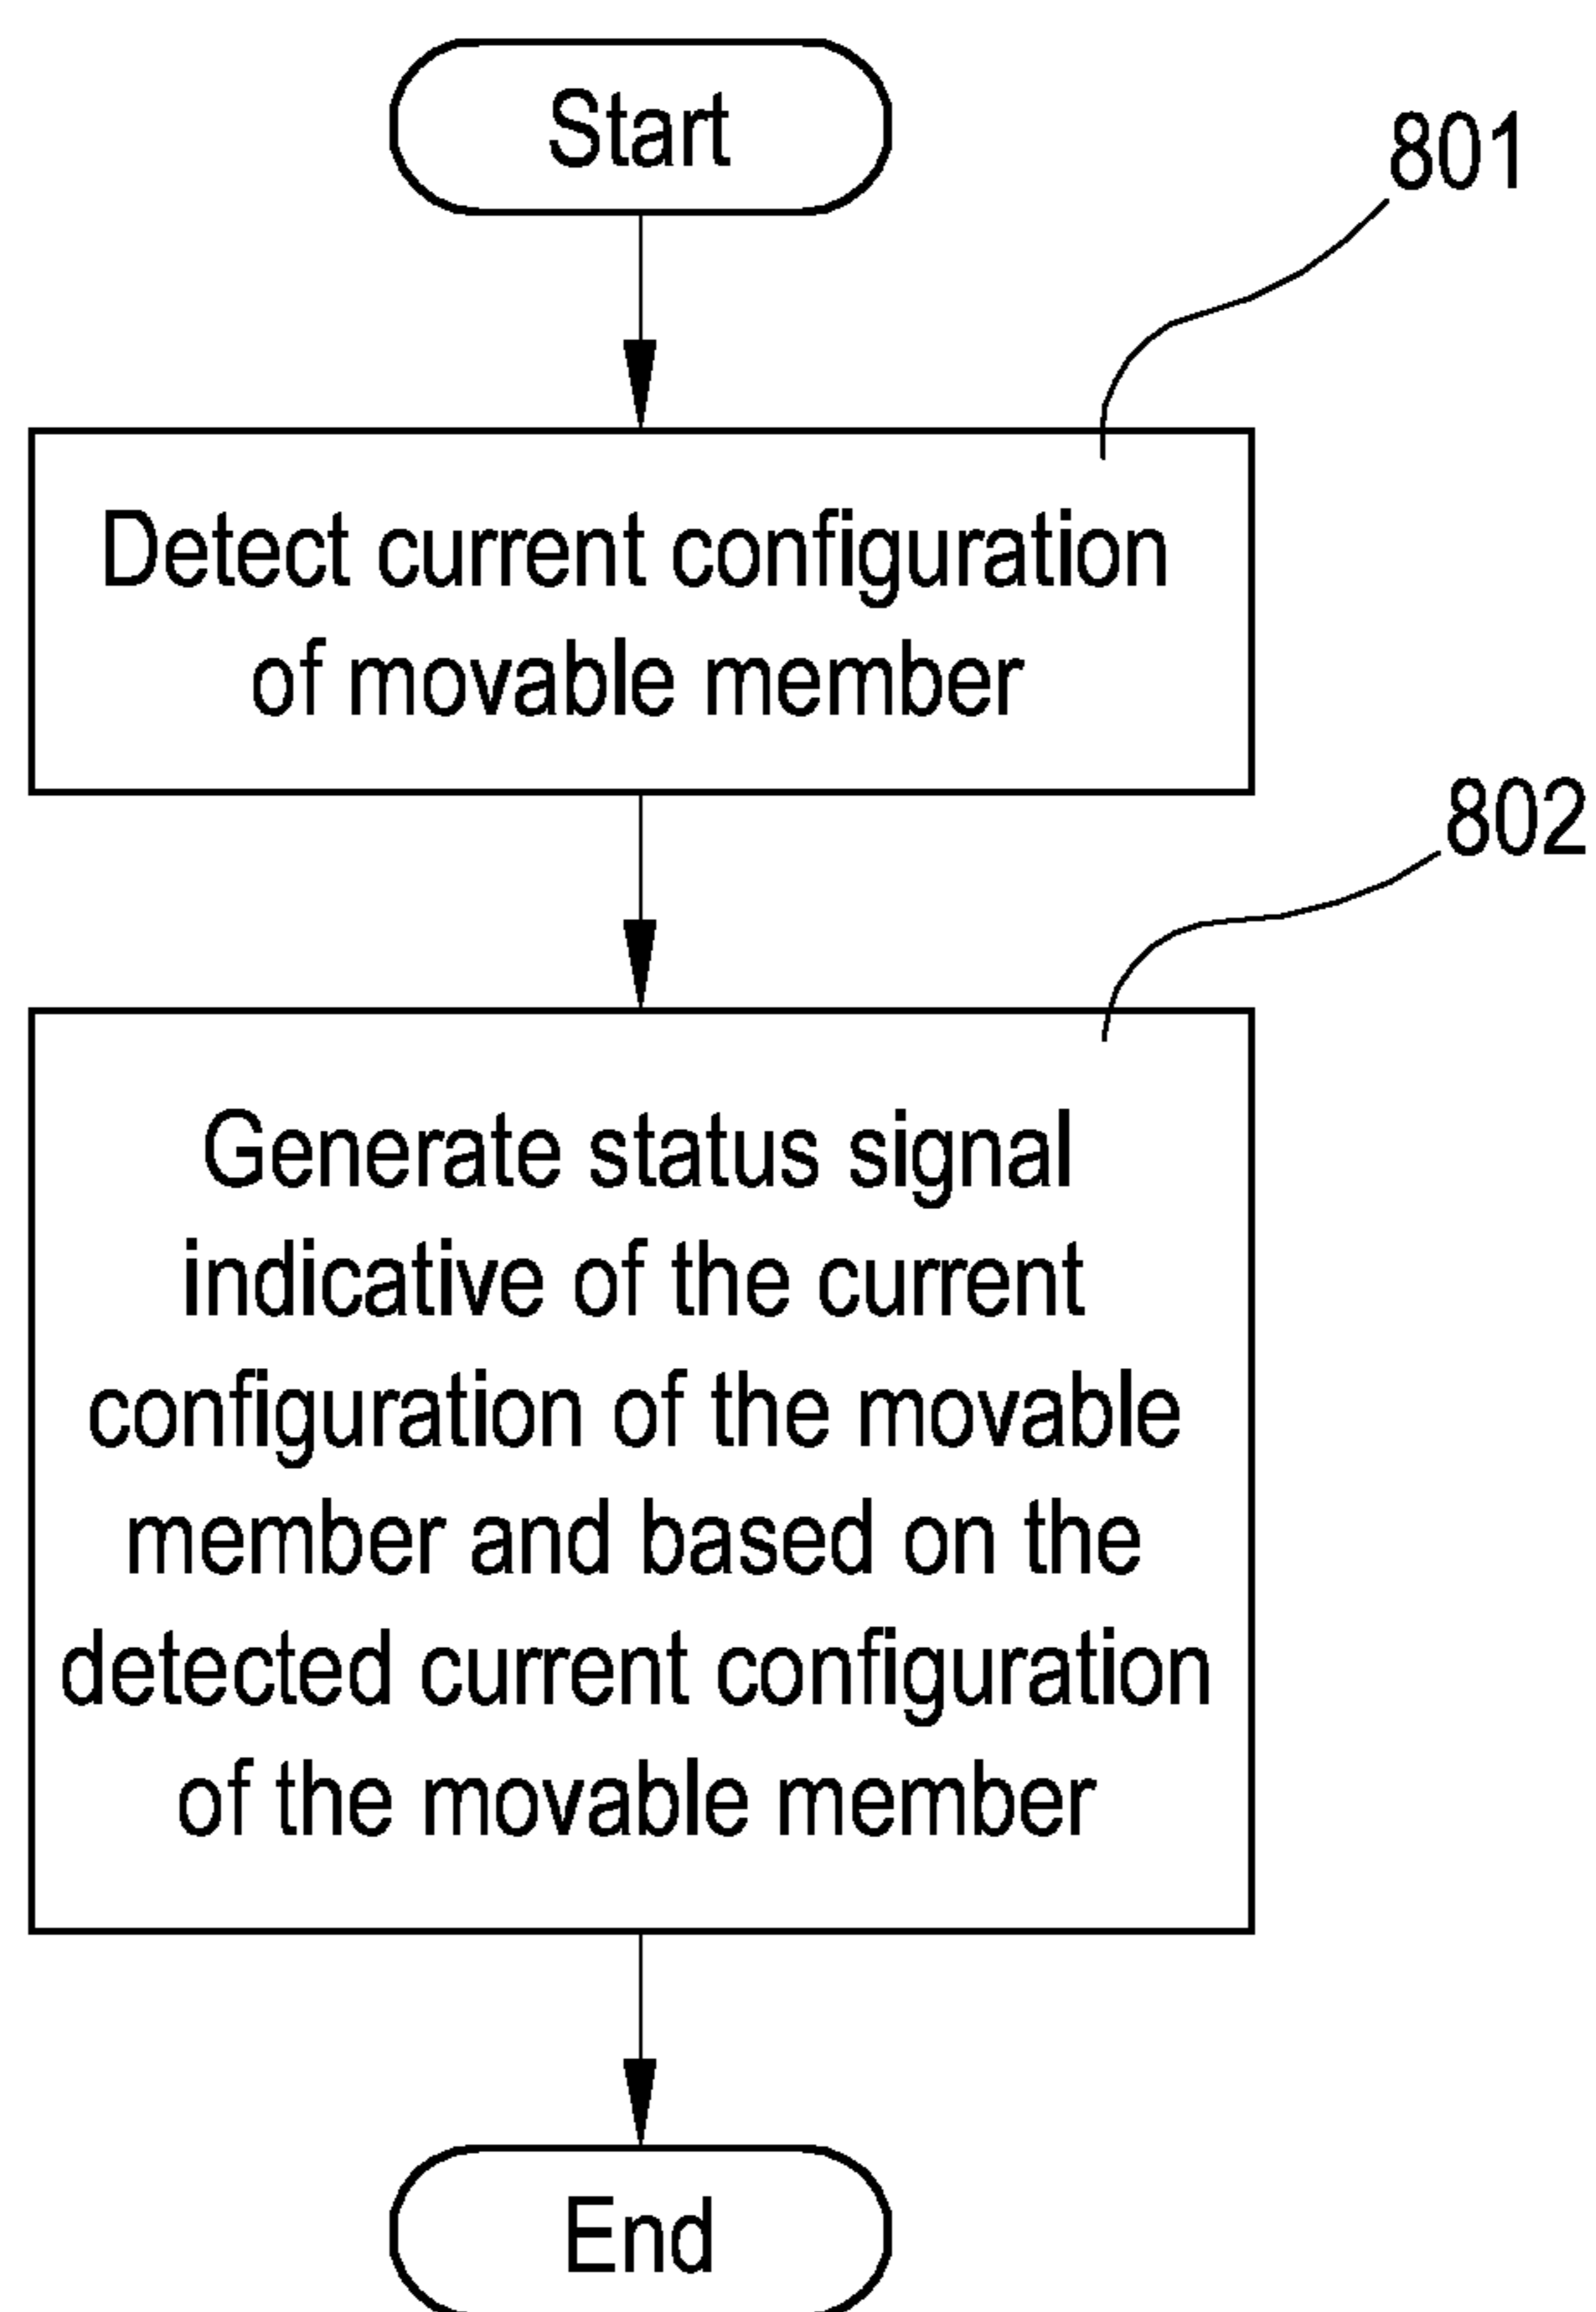 Start
801
Detect current configuration
of movable member
802
Generate status signal
indicative of the current
configuration of the movable
member and based on the
detected current configuration
of the movable member
End